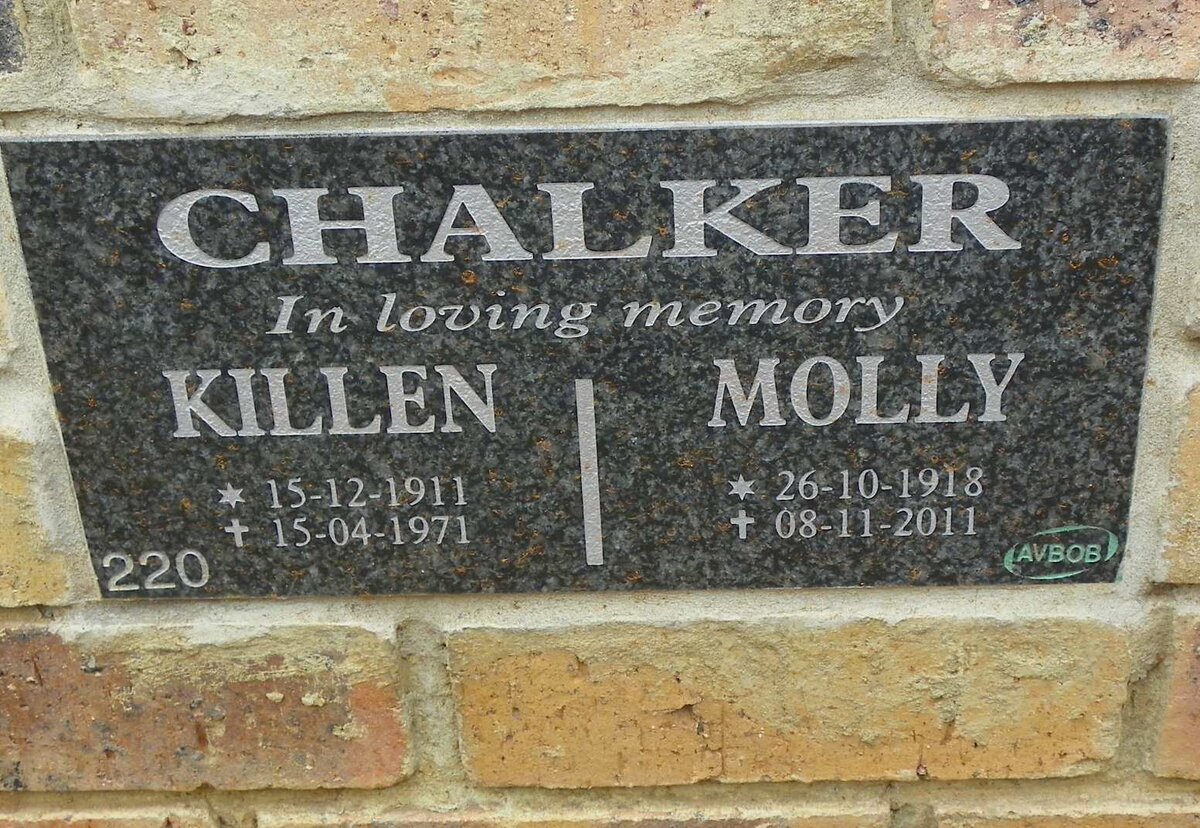 CHALKER
In loving memory
KILLEN
* 15-12-1911
✝ 15-04-1971
MOLLY
* 26-10-1918
✝ 08-11-2011
220
AVBOB